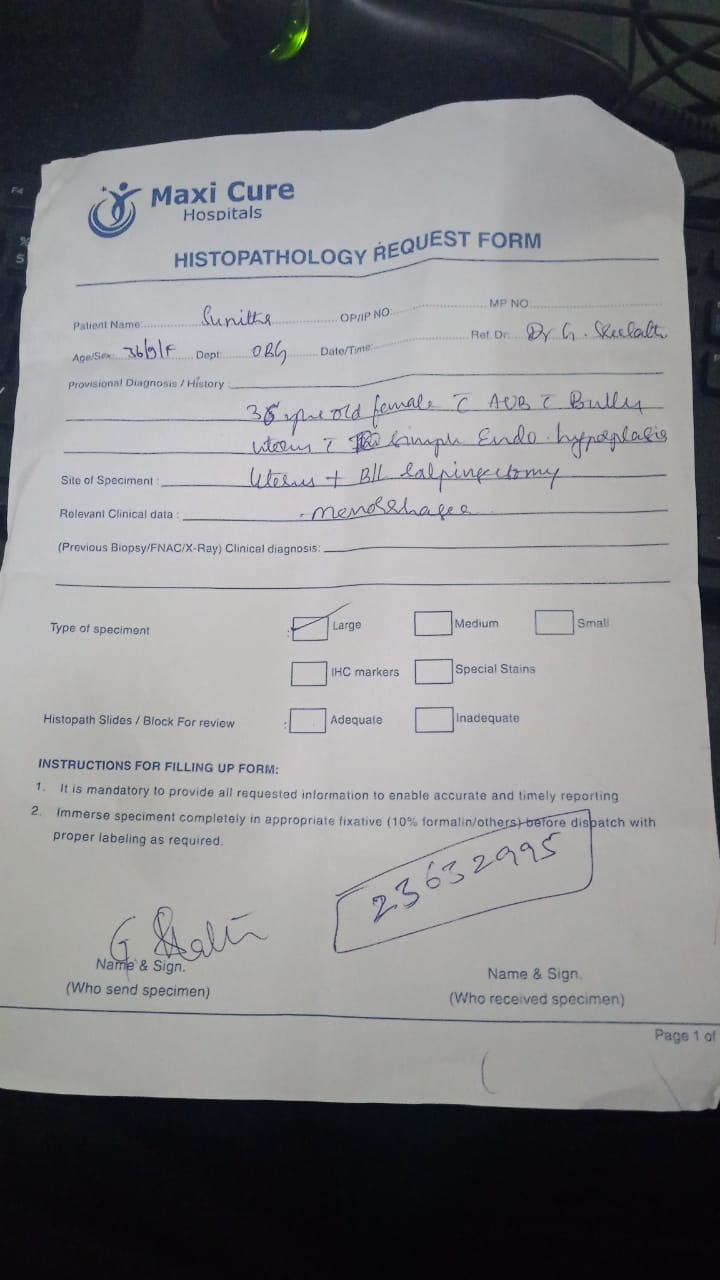 Maxi Cure
Hospitals
HISTOPATHOLOGY REQUEST FORM
Patient Name: Sunitha OP/IP NO: MP NO
Age/Sex: 36/y/F Dept: OBG Date/Time: Ref. Dr: Dr G.
Provisional Diagnosis / History :
36 year old female c̄ AUB c̄ Bulky
uterus c̄ simple Endo. hyperplasia
Site of Speciment : Uterus + B/L salpingectomy
Relevant Clinical data : - menorrhagea
(Previous Biopsy/FNAC/X-Ray) Clinical diagnosis:
Type of speciment : Large Medium Small
IHC markers Special Stains
Histopath Slides / Block For review : Adequate Inadequate
INSTRUCTIONS FOR FILLING UP FORM:
1. It is mandatory to provide all requested information to enable accurate and timely reporting
2. Immerse speciment completely in appropriate fixative (10% formalin/others) before dispatch with
proper labeling as required.
23632995
Name & Sign.
(Who send specimen)
Name & Sign.
(Who received specimen)
Page 1 of